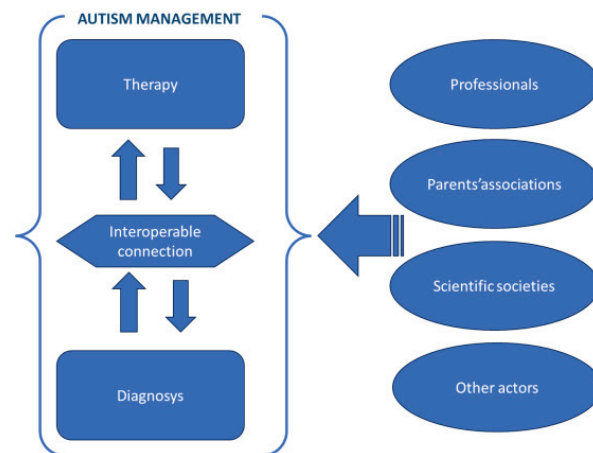 AUTISM MANAGEMENT
Therapy
Interoperable
connection
Diagnosys
Professionals
Parents'associations
Scientific societies
Other actors